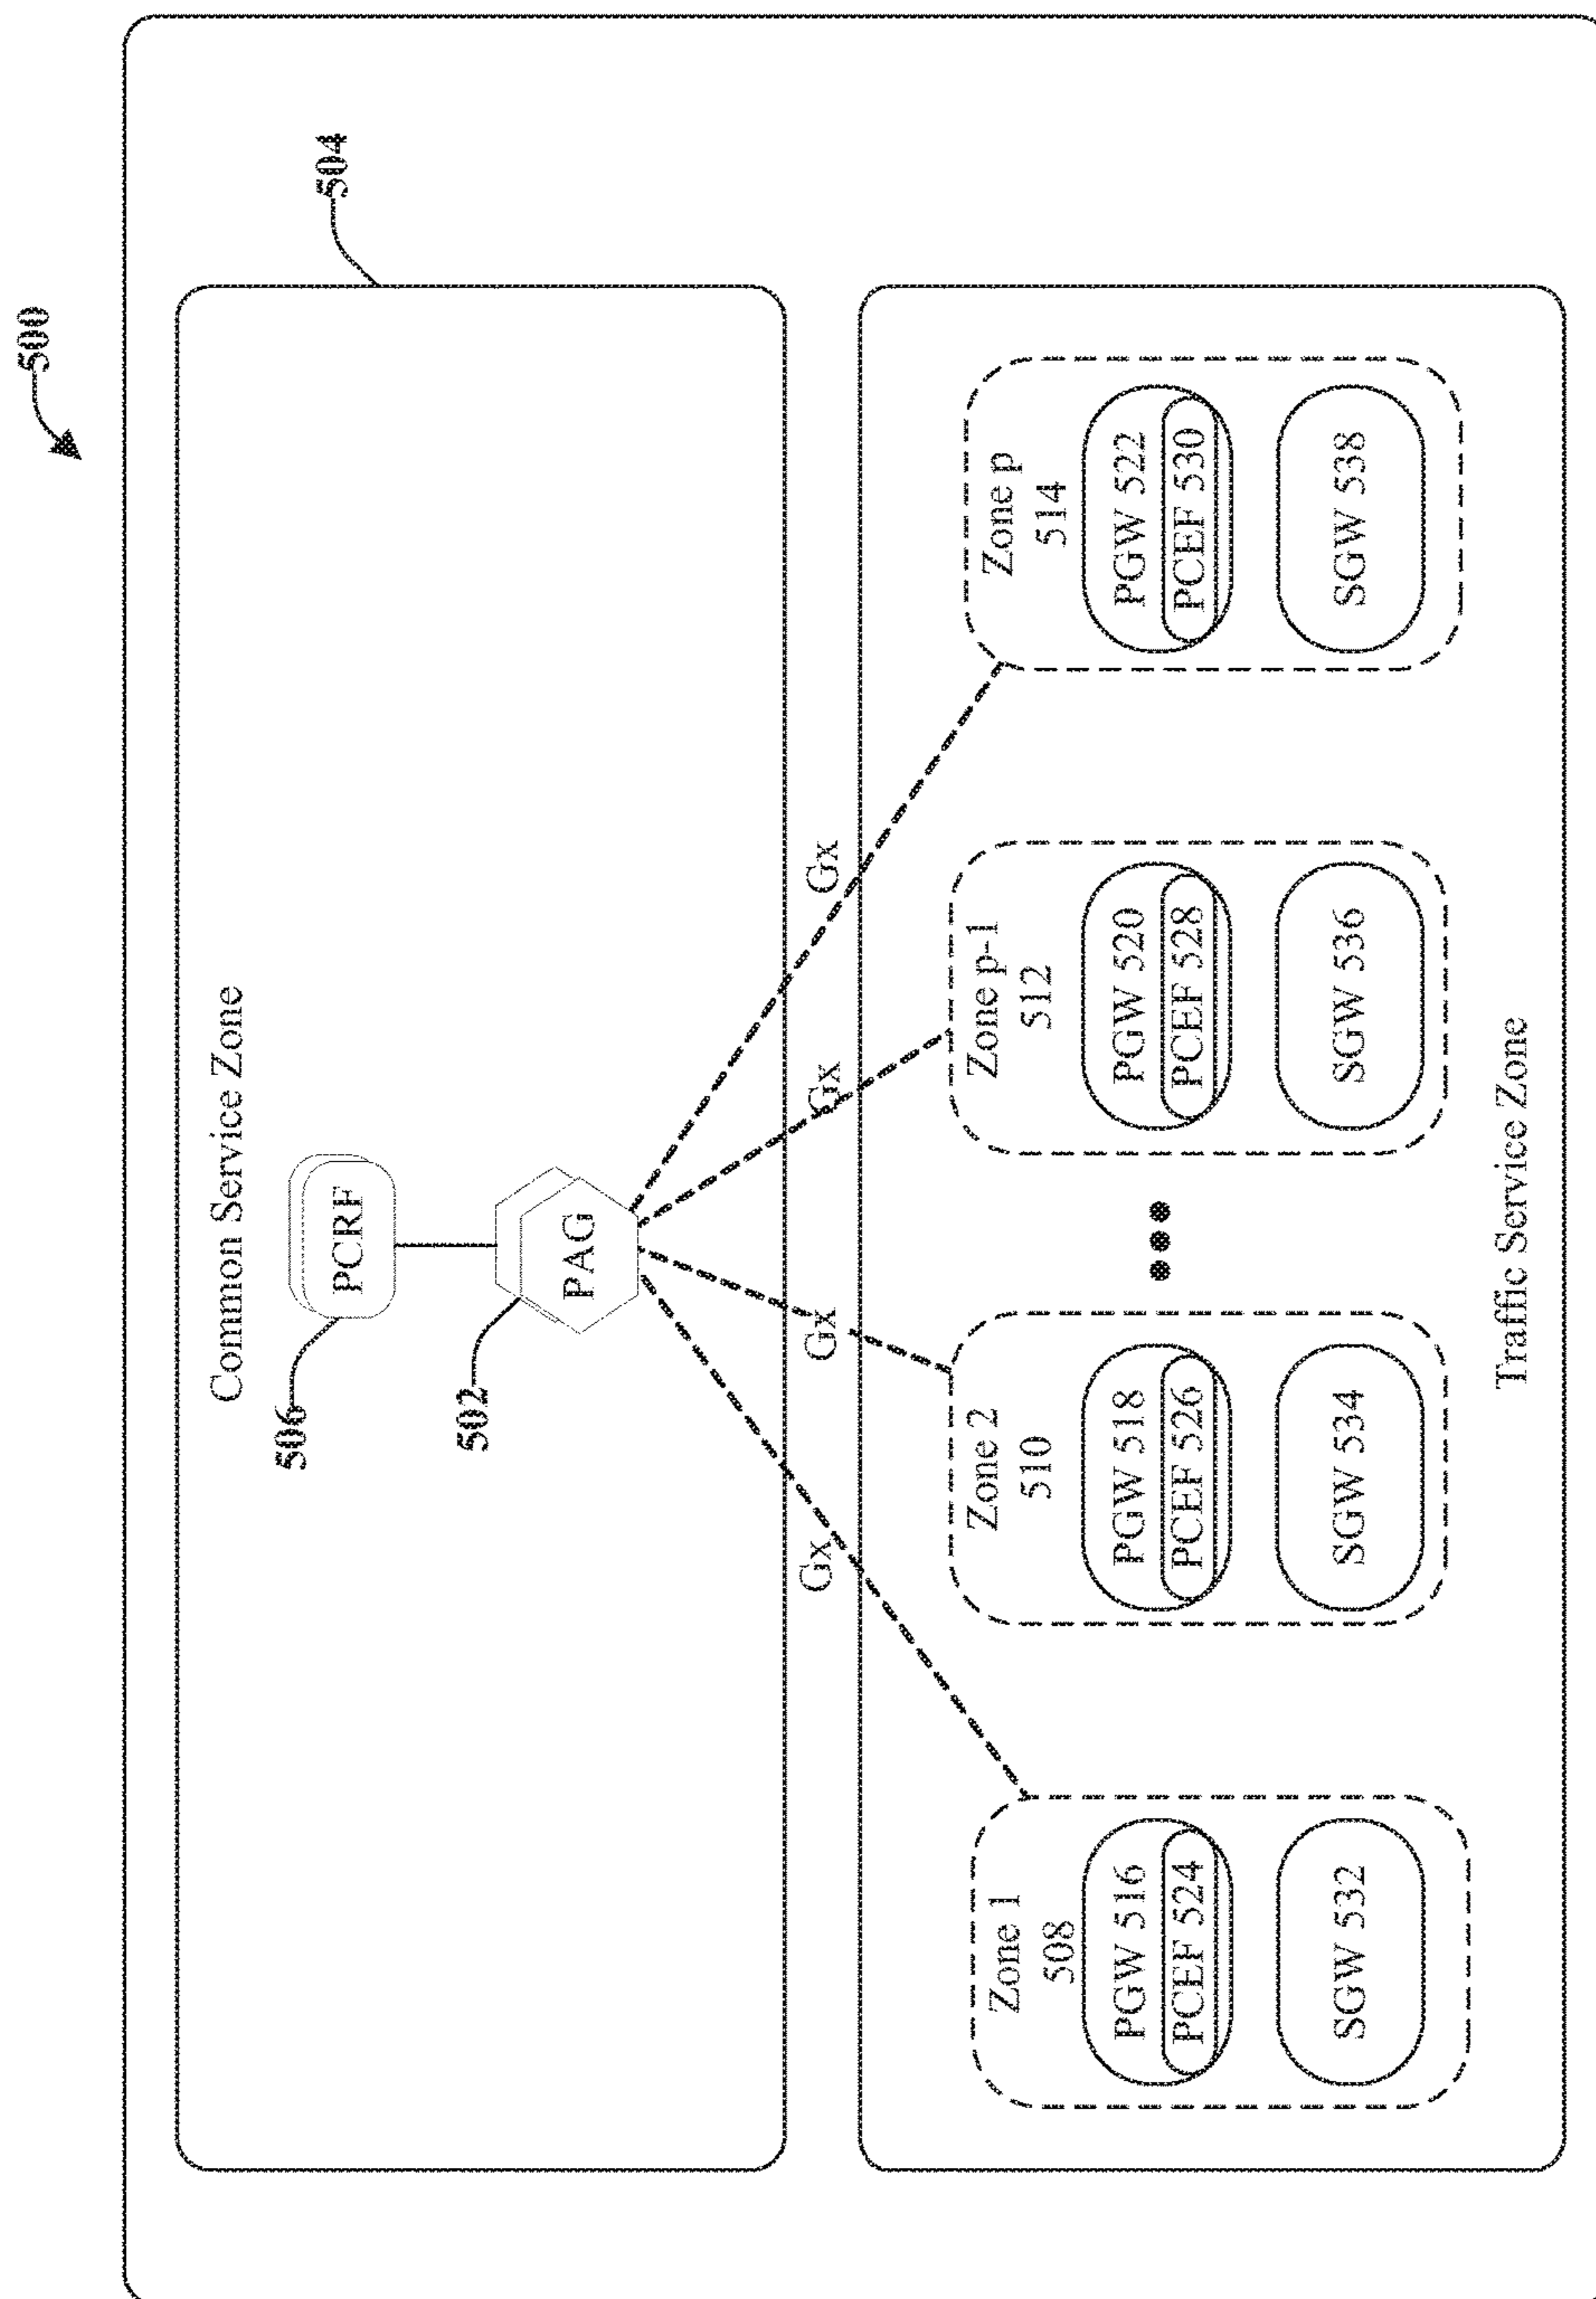 500
504
Common Service Zone
506
PCRF
502
PAG
Gx
Gx
Gx
Gx
Zone 1
508
PGW 516
PCEF 524
SGW 532
Zone 2
510
PGW 518
PCEF 526
SGW 534
Zone p-1
512
PGW 520
PCEF 528
SGW 536
Zone p
514
PGW 522
PCEF 530
SGW 538
Traffic Service Zone